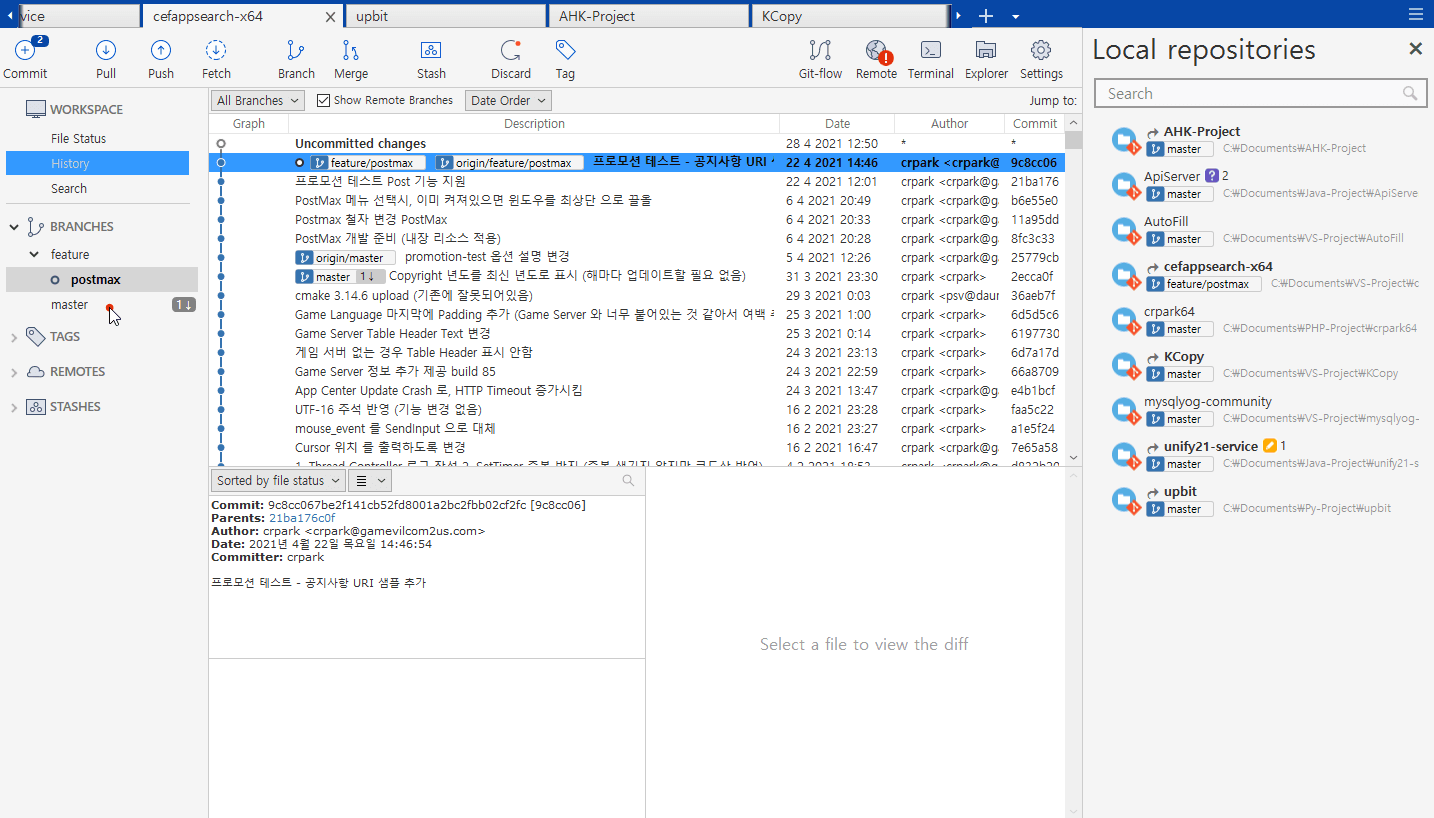 vice
cefappsearch-x64
upbit
AHK-Project
KCopy
Commit
2
Pull
Push
Fetch
Branch
Merge
Stash
Discard
Tag
Git-flow
Remote
Terminal
Explorer
Settings
WORKSPACE
File Status
History
Search
BRANCHES
feature
postmax
master 1↓
TAGS
REMOTES
STASHES
All Branches
Show Remote Branches
Date Order
Jump to:
Graph Description Date Author Commit
Uncommitted changes 28 4 2021 12:50 * *
feature/postmax origin/feature/postmax 프로모션 테스트 - 공지사항 URI 22 4 2021 14:46 crpark <crpark@ 9c8cc06
프로모션 테스트 Post 기능 지원 22 4 2021 12:01 crpark <crpark@g 21ba176
PostMax 메뉴 선택시, 이미 켜져있으면 윈도우를 최상단 으로 끌올 6 4 2021 20:49 crpark <crpark@g b6e55e0
Postmax 철자 변경 PostMax 6 4 2021 20:33 crpark <crpark@g 11a95dd
PostMax 개발 준비 (내장 리소스 적용) 6 4 2021 20:28 crpark <crpark@g 8fc3c33
origin/master promotion-test 옵션 설명 변경 5 4 2021 12:26 crpark <crpark@g 25779cb
master 1↓ Copyright 년도를 최신 년도로 표시 (해마다 업데이트할 필요 없음) 31 3 2021 23:30 crpark <crpark> 2ecca0f
cmake 3.14.6 upload (기존에 잘못되어있음) 29 3 2021 0:03 crpark <psv@daur 36aeb7f
Game Language 마지막에 Padding 추가 (Game Server 와 너무 붙어있는 것 같아서 여백 25 3 2021 1:00 crpark <crpark> 6d5d5c6
Game Server Table Header Text 변경 25 3 2021 0:14 crpark <crpark> 6197730
게임 서버 없는 경우 Table Header 표시 안함 24 3 2021 23:13 crpark <crpark> 6d7a17d
Game Server 정보 추가 제공 build 85 24 3 2021 22:59 crpark <crpark> 66a8709
App Center Update Crash 로, HTTP Timeout 증가시킴 24 3 2021 13:47 crpark <crpark@g e4b1bcf
UTF-16 주석 반영 (기능 변경 없음) 16 2 2021 23:28 crpark <crpark> faa5c22
mouse_event 를 SendInput 으로 대체 16 2 2021 23:27 crpark <crpark> a1e5f24
Cursor 위치 를 출력하도록 변경 16 2 2021 16:47 crpark <crpark@g 7e65a58
Sorted by file status
Commit: 9c8cc067be2f141cb52fd8001a2bc2fbb02cf2fc [9c8cc06]
Parents: 21ba176c0f
Author: crpark <crpark@gamevilcom2us.com>
Date: 2021년 4월 22일 목요일 14:46:54
Committer: crpark
프로모션 테스트 - 공지사항 URI 샘플 추가
Select a file to view the diff
Local repositories
Search
AHK-Project
master C:₩Documents₩AHK-Project
ApiServer ? 2
master C:₩Documents₩Java-Project₩ApiServe
AutoFill
master C:₩Documents₩VS-Project₩AutoFill
cefappsearch-x64
feature/postmax C:₩Documents₩VS-Project₩c
crpark64
master C:₩Documents₩PHP-Project₩crpark64
KCopy
master C:₩Documents₩VS-Project₩KCopy
mysqlyog-community
master C:₩Documents₩VS-Project₩mysqlyog-
unify21-service 1
master C:₩Documents₩Java-Project₩unify21-s
upbit
master C:₩Documents₩Py-Project₩upbit